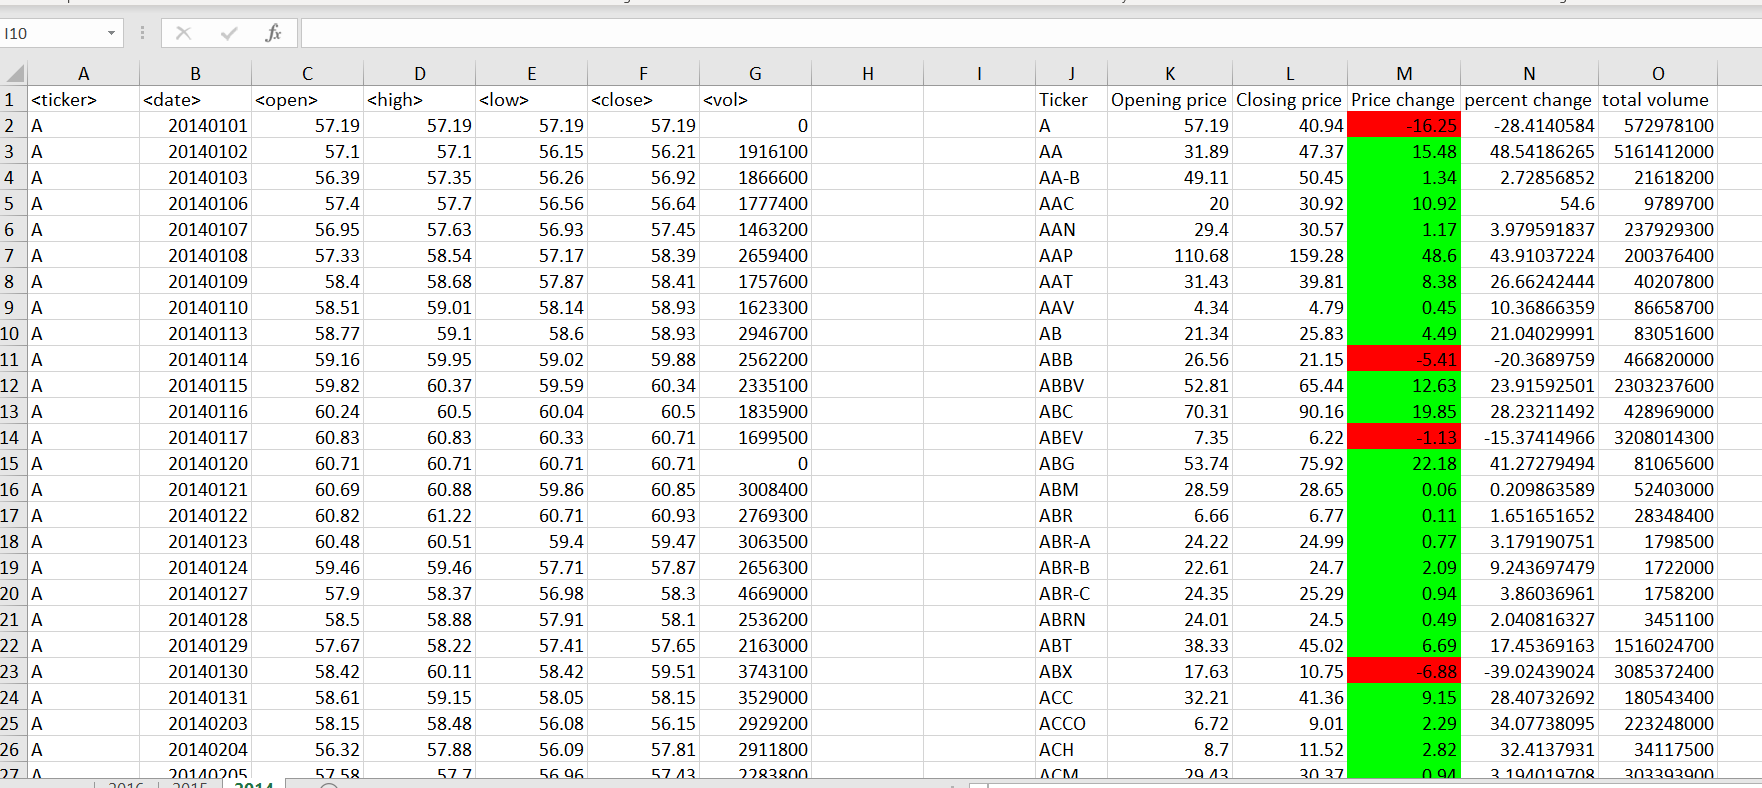 I10 fx
A B C D E F G H I J K L M N O
1 <ticker> <date> <open> <high> <low> <close> <vol> Ticker Opening price Closing price Price change percent change total volume
2 A 20140101 57.19 57.19 57.19 57.19 0 A 57.19 40.94 -16.25 -28.4140584 572978100
3 A 20140102 57.1 57.1 56.15 56.21 1916100 AA 31.89 47.37 15.48 48.54186265 5161412000
4 A 20140103 56.39 57.35 56.26 56.92 1866600 AA-B 49.11 50.45 1.34 2.72856852 21618200
5 A 20140106 57.4 57.7 56.56 56.64 1777400 AAC 20 30.92 10.92 54.6 9789700
6 A 20140107 56.95 57.63 56.93 57.45 1463200 AAN 29.4 30.57 1.17 3.979591837 237929300
7 A 20140108 57.33 58.54 57.17 58.39 2659400 AAP 110.68 159.28 48.6 43.91037224 200376400
8 A 20140109 58.4 58.68 57.87 58.41 1757600 AAT 31.43 39.81 8.38 26.66242444 40207800
9 A 20140110 58.51 59.01 58.14 58.93 1623300 AAV 4.34 4.79 0.45 10.36866359 86658700
10 A 20140113 58.77 59.1 58.6 58.93 2946700 AB 21.34 25.83 4.49 21.04029991 83051600
11 A 20140114 59.16 59.95 59.02 59.88 2562200 ABB 26.56 21.15 -5.41 -20.3689759 466820000
12 A 20140115 59.82 60.37 59.59 60.34 2335100 ABBV 52.81 65.44 12.63 23.91592501 2303237600
13 A 20140116 60.24 60.5 60.04 60.5 1835900 ABC 70.31 90.16 19.85 28.23211492 428969000
14 A 20140117 60.83 60.83 60.33 60.71 1699500 ABEV 7.35 6.22 -1.13 -15.37414966 3208014300
15 A 20140120 60.71 60.71 60.71 60.71 0 ABG 53.74 75.92 22.18 41.27279494 81065600
16 A 20140121 60.69 60.88 59.86 60.85 3008400 ABM 28.59 28.65 0.06 0.209863589 52403000
17 A 20140122 60.82 61.22 60.71 60.93 2769300 ABR 6.66 6.77 0.11 1.651651652 28348400
18 A 20140123 60.48 60.51 59.4 59.47 3063500 ABR-A 24.22 24.99 0.77 3.179190751 1798500
19 A 20140124 59.46 59.46 57.71 57.87 2656300 ABR-B 22.61 24.7 2.09 9.243697479 1722000
20 A 20140127 57.9 58.37 56.98 58.3 4669000 ABR-C 24.35 25.29 0.94 3.86036961 1758200
21 A 20140128 58.5 58.88 57.91 58.1 2536200 ABRN 24.01 24.5 0.49 2.040816327 3451100
22 A 20140129 57.67 58.22 57.41 57.65 2163000 ABT 38.33 45.02 6.69 17.45369163 1516024700
23 A 20140130 58.42 60.11 58.42 59.51 3743100 ABX 17.63 10.75 -6.88 -39.02439024 3085372400
24 A 20140131 58.61 59.15 58.05 58.15 3529000 ACC 32.21 41.36 9.15 28.40732692 180543400
25 A 20140203 58.15 58.48 56.08 56.15 2929200 ACCO 6.72 9.01 2.29 34.07738095 223248000
26 A 20140204 56.32 57.88 56.09 57.81 2911800 ACH 8.7 11.52 2.82 32.4137931 34117500
27 A 20140205 57.58 57.7 56.96 57.43 2283800 ACM 29.43 30.37 0.94 3.194019708 303393900
2016 2015 2014